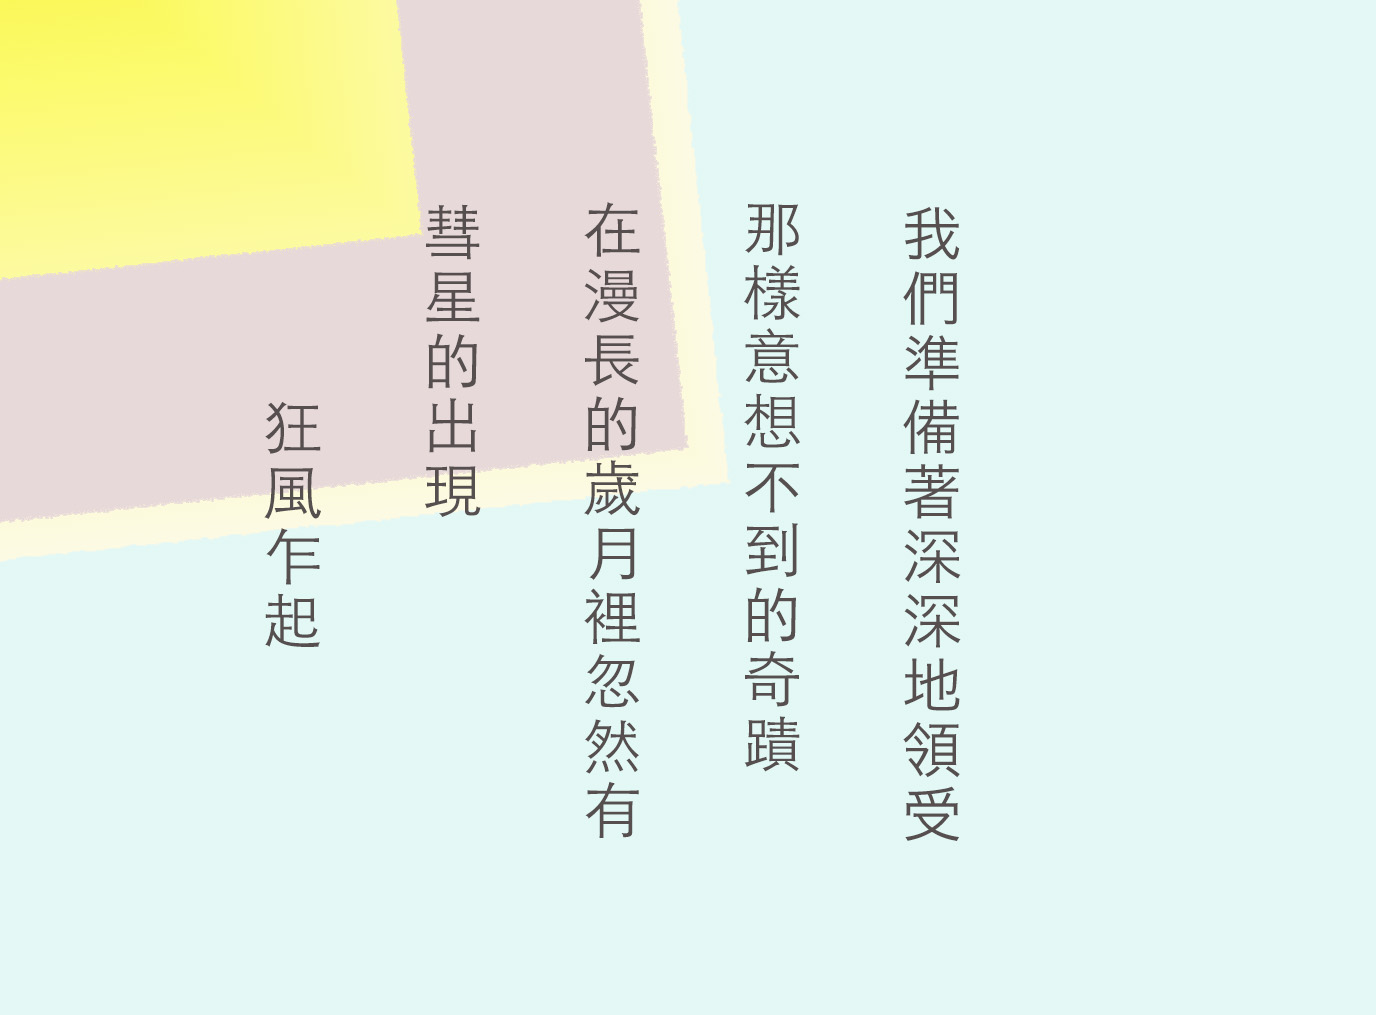 我們準備著深深地領受
那樣意想不到的奇蹟
在漫長的歲月裡忽然有
彗星的出現
狂風乍起